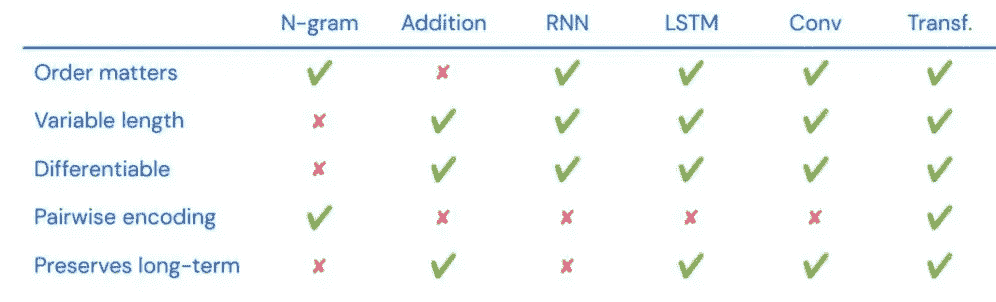 N-gram Addition RNN LSTM Conv Transf.
Order matters ✔ ✘ ✔ ✔ ✔ ✔
Variable length ✘ ✔ ✔ ✔ ✔ ✔
Differentiable ✘ ✔ ✔ ✔ ✔ ✔
Pairwise encoding ✔ ✘ ✘ ✘ ✘ ✔
Preserves long-term ✘ ✔ ✘ ✔ ✔ ✔